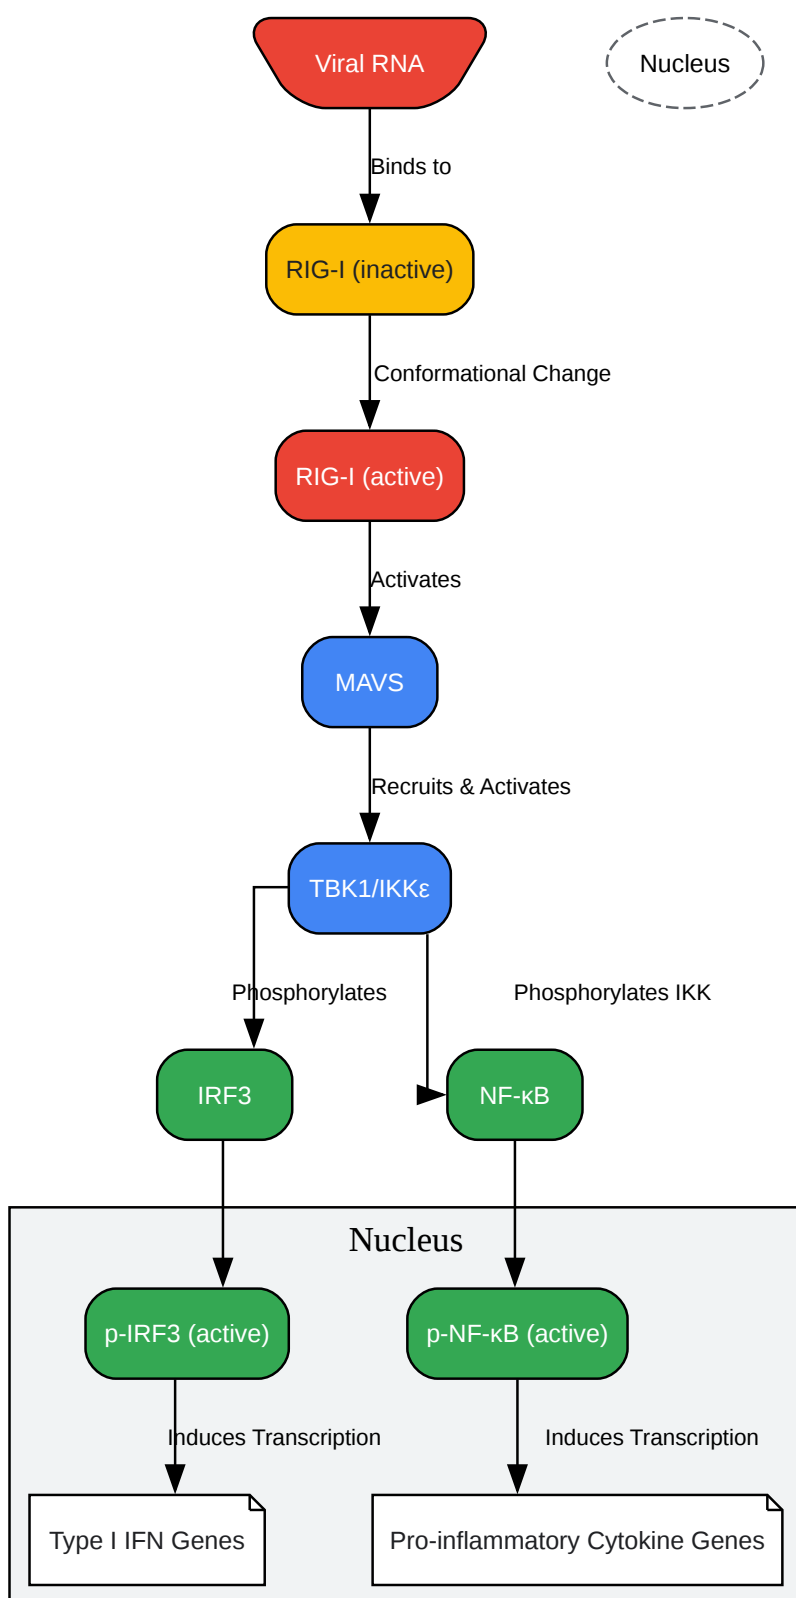 Viral RNA
Nucleus
Binds to
RIG-I (inactive)
Conformational Change
RIG-I (active)
Activates
MAVS
Recruits & Activates
TBK1/IKKε
Phosphorylates
Phosphorylates IKK
IRF3
NF-κB
Nucleus
p-IRF3 (active)
p-NF-κB (active)
Induces Transcription
Induces Transcription
Type I IFN Genes
Pro-inflammatory Cytokine Genes